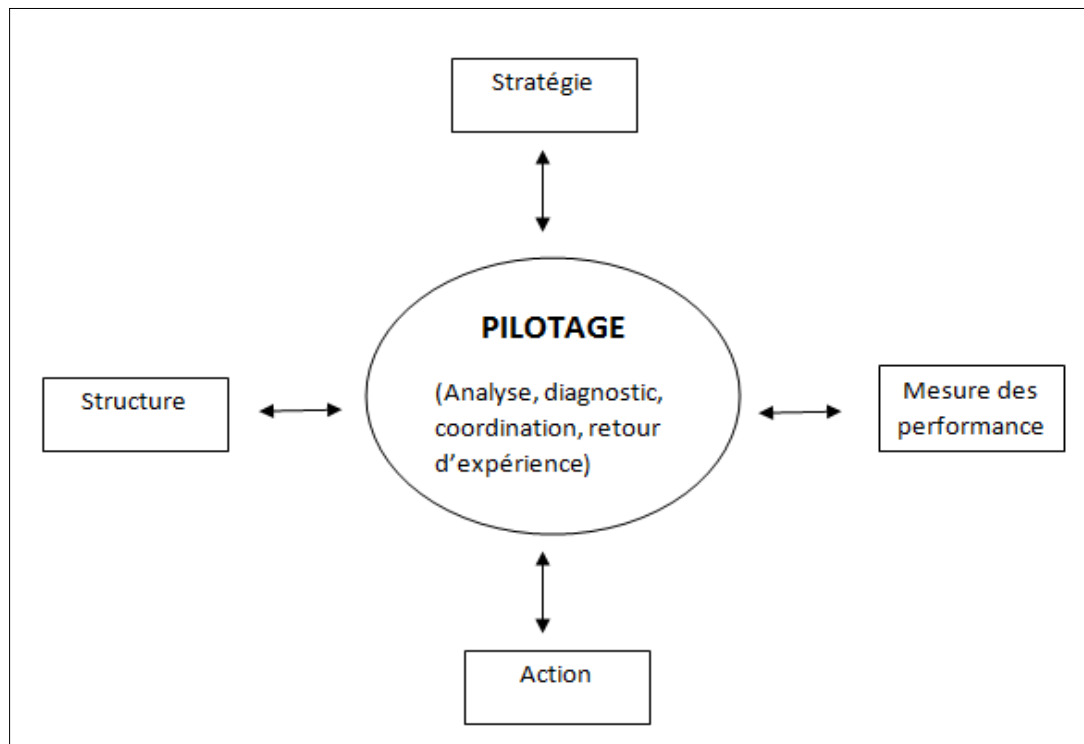 Stratégie
PILOTAGE
(Analyse, diagnostic,
coordination, retour
d’expérience)
Structure
Mesure des
performance
Action